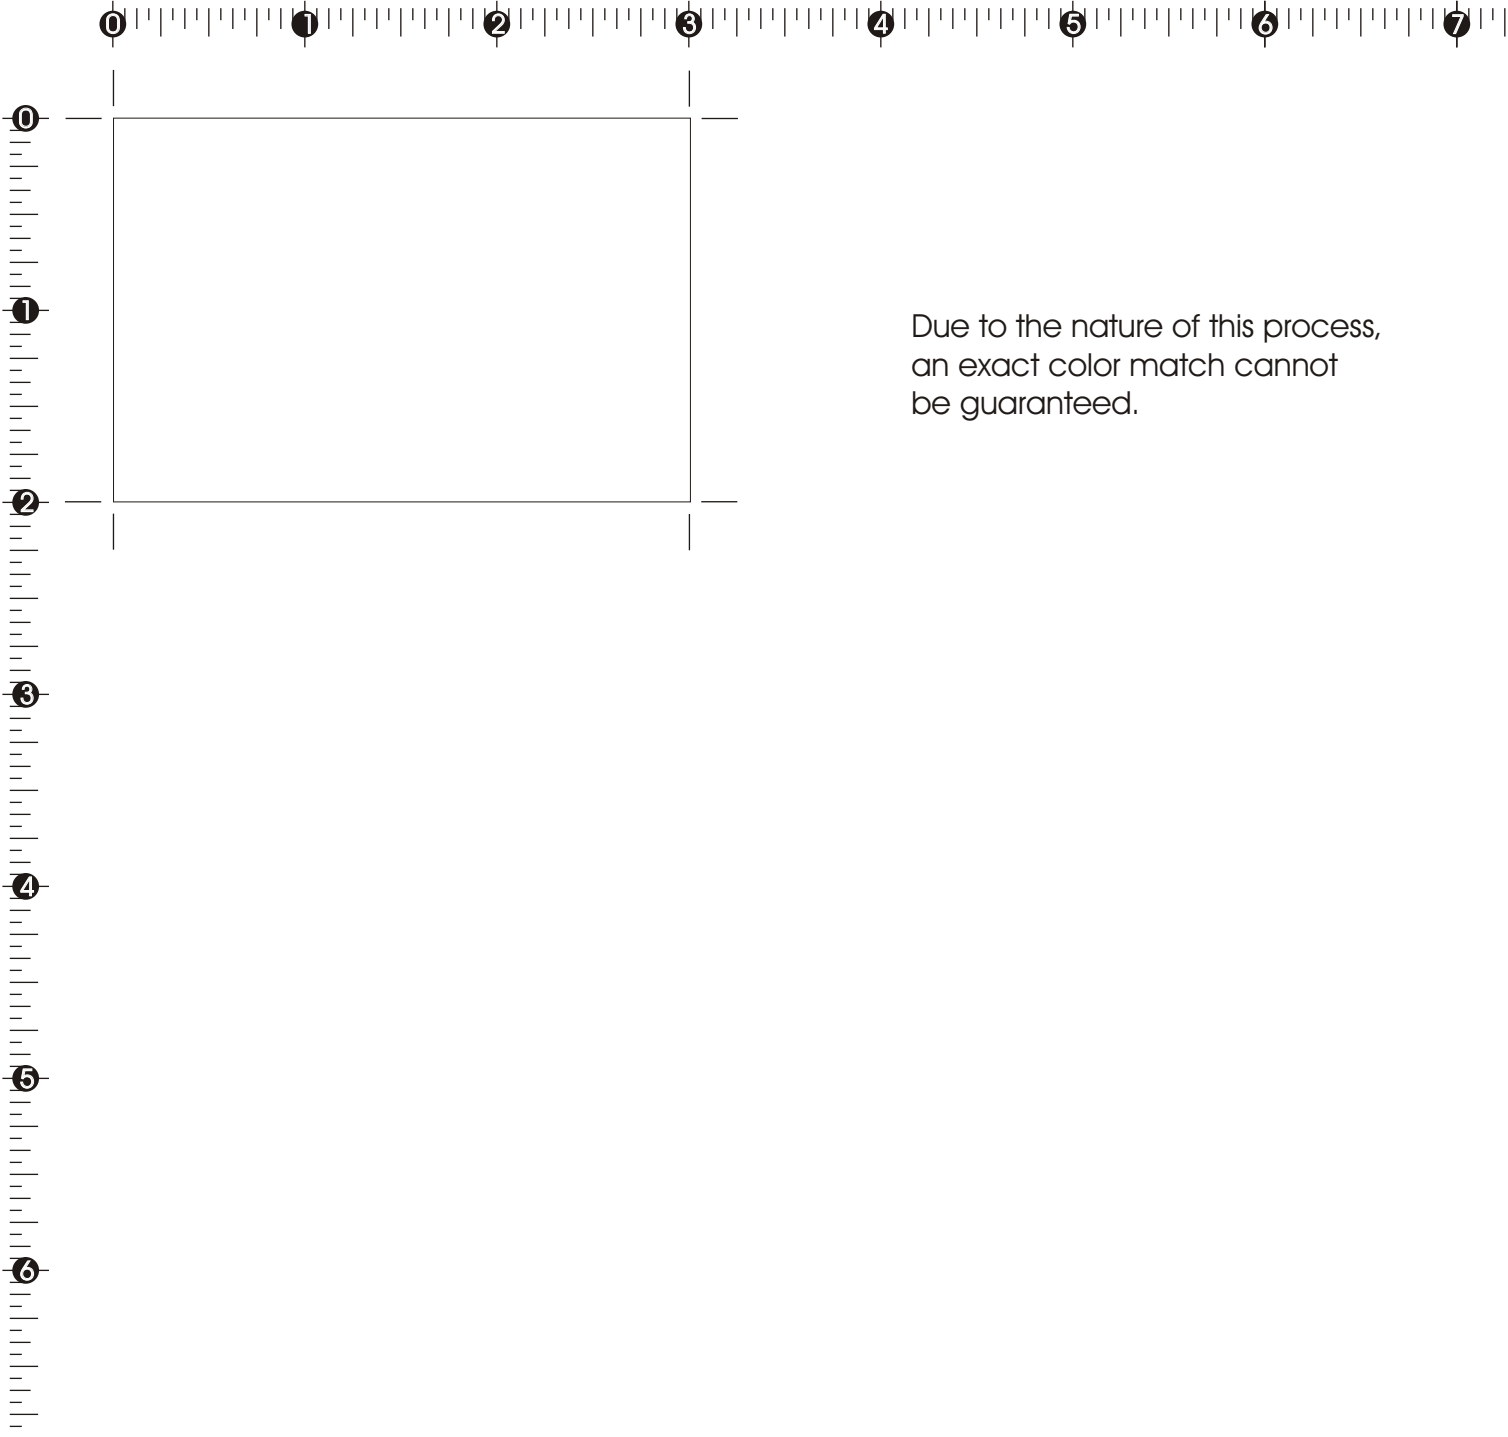 0 1 2 3 4 5 6 7
0
1
Due to the nature of this process,
an exact color match cannot
be guaranteed.
2
3
4
5
6